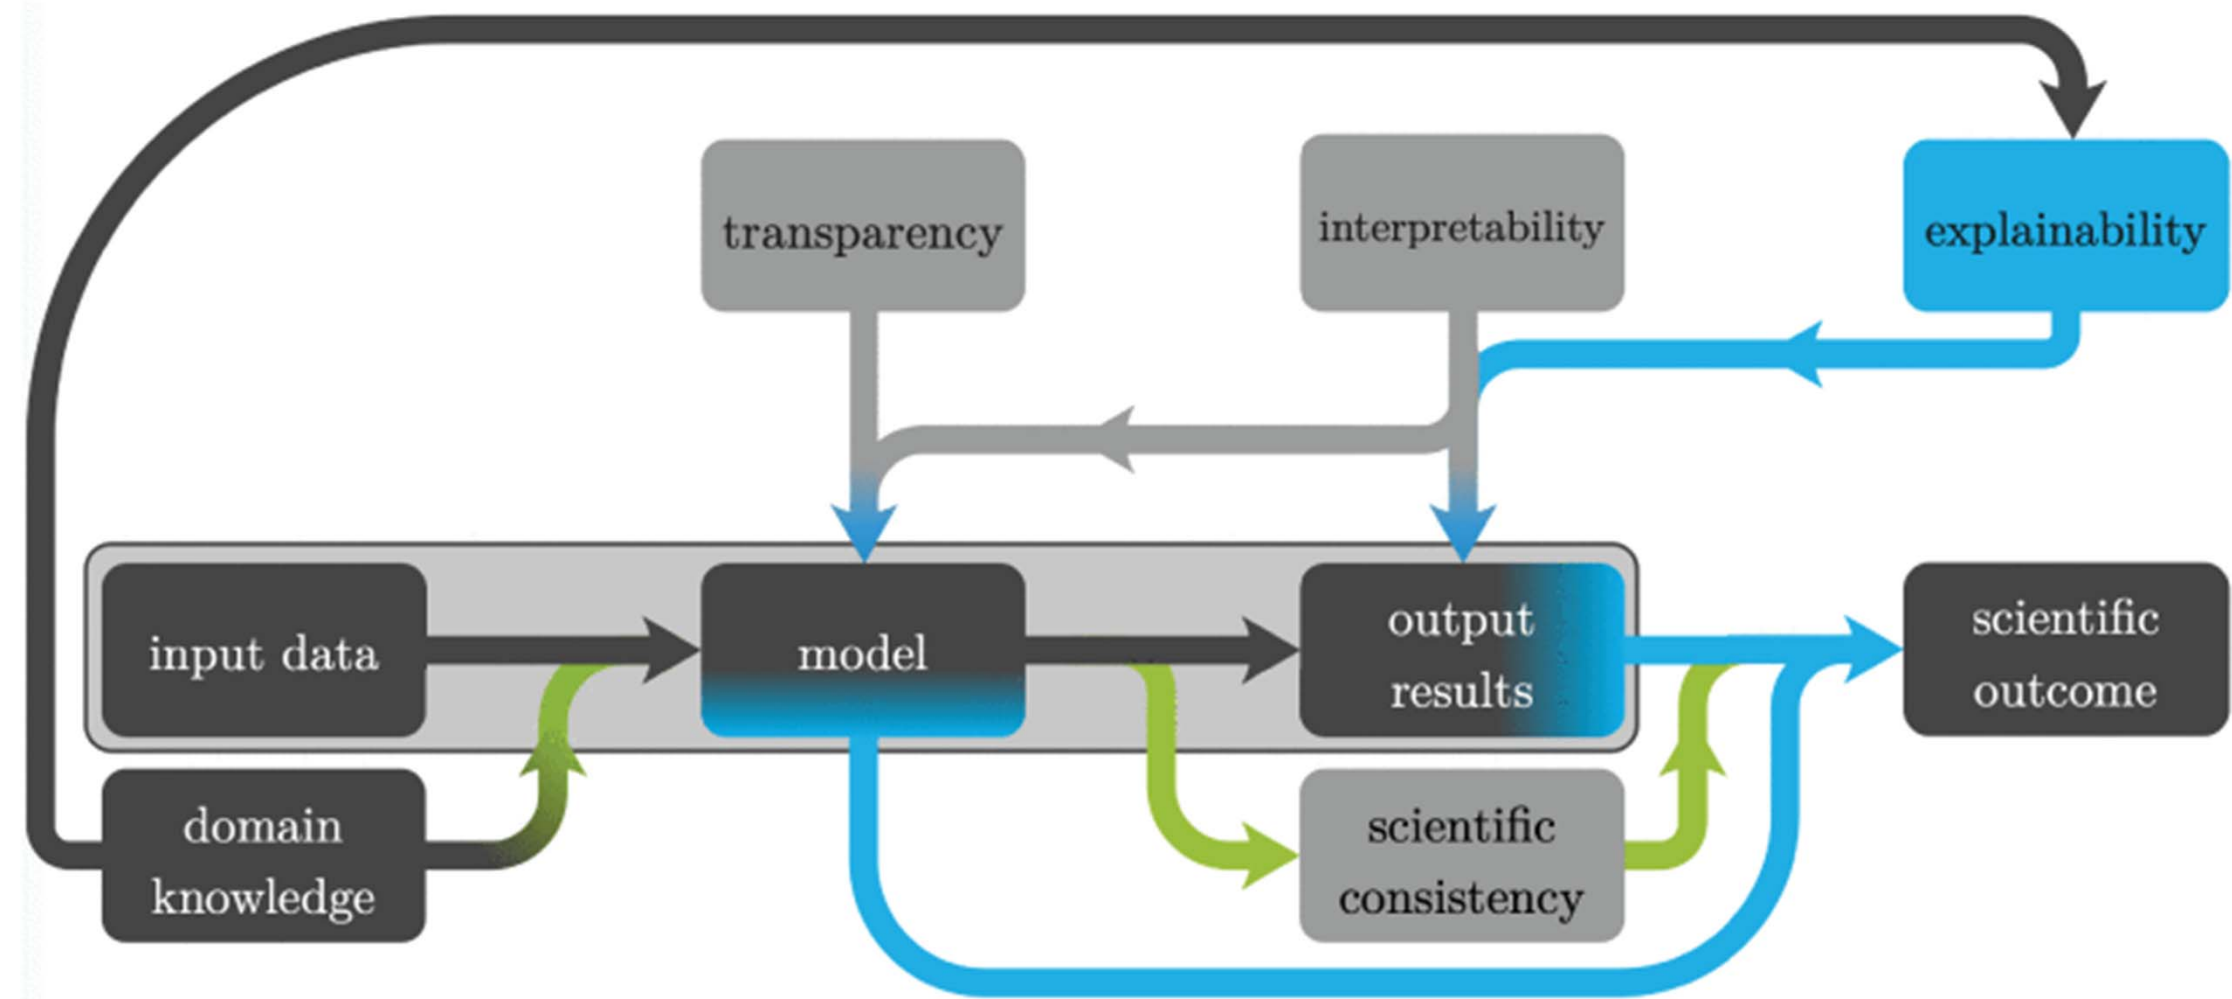 transparency
interpretability
explainability
input data
model
output
results
scientific
outcome
domain
knowledge
scientific
consistency